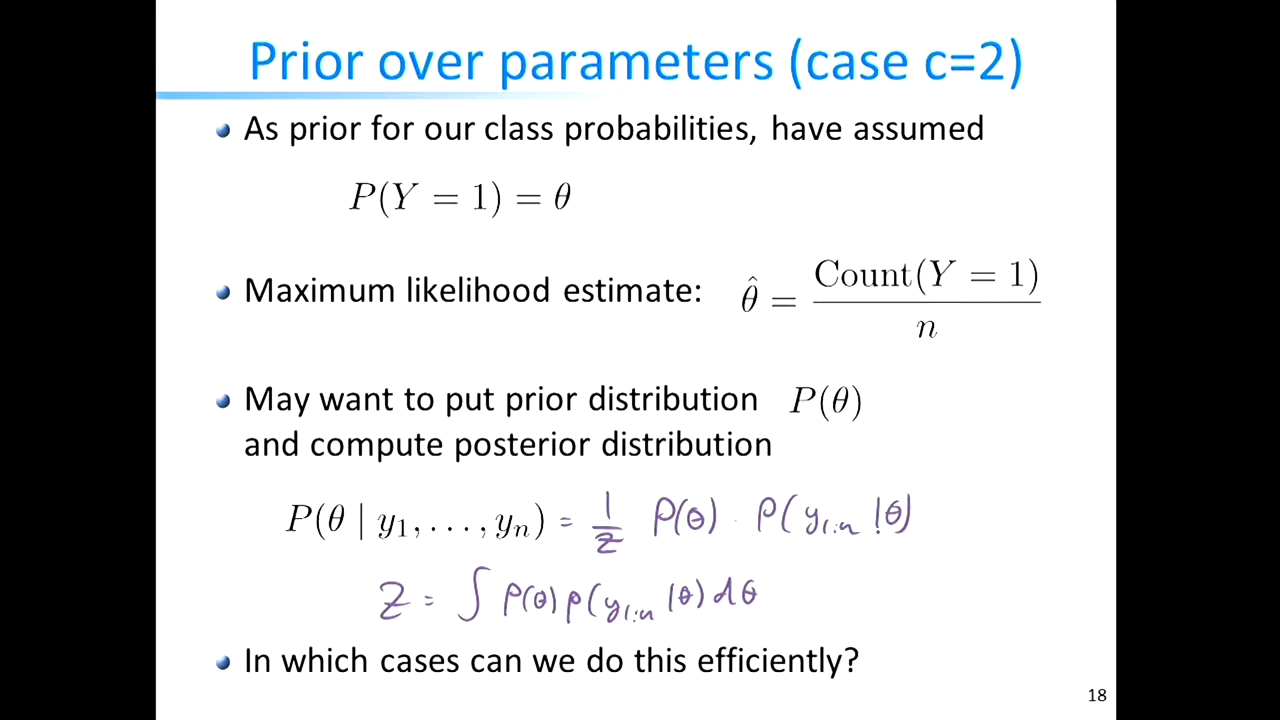 Prior over parameters (case c=2)
As prior for our class probabilities, have assumed
P(Y = 1) = θ
Maximum likelihood estimate: θ̂ = Count(Y = 1) / n
May want to put prior distribution P(θ)
and compute posterior distribution
P(θ | y₁, . . . , yₙ) = 1/Z P(θ) · P(y₁:ₙ | θ)
Z = ∫ P(θ) P(y₁:ₙ | θ) dθ
In which cases can we do this efficiently?
18